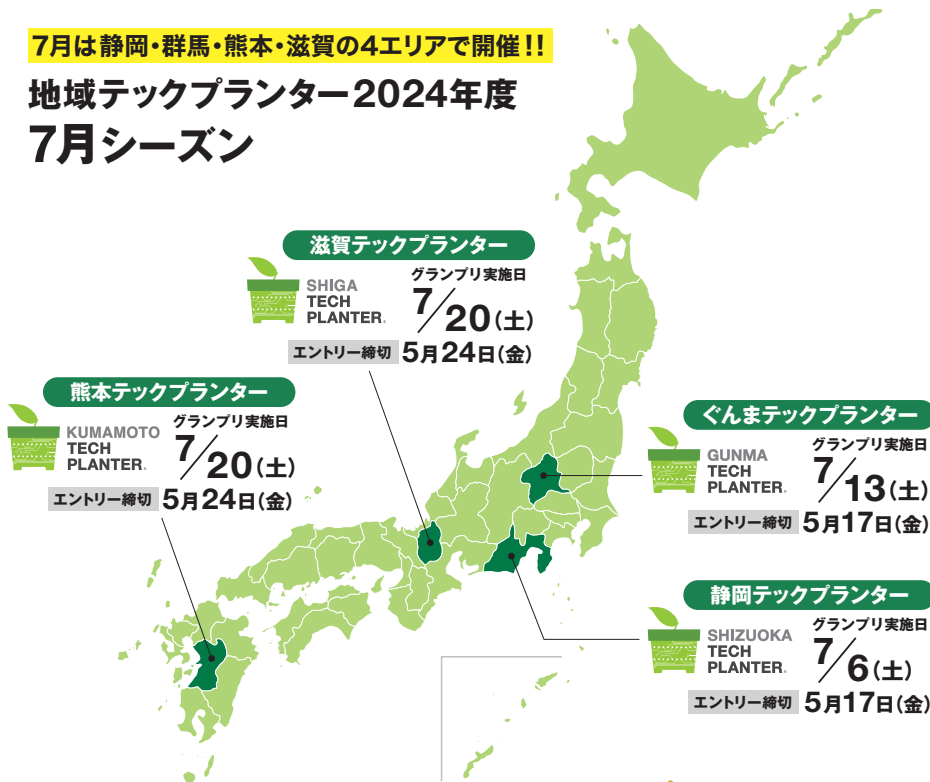 7月は静岡・群馬・熊本・滋賀の4エリアで開催!!
地域テックプランター2024年度
7月シーズン
滋賀テックプランター
SHIGA
TECH
PLANTER.
グランプリ実施日
7/20(土)
エントリー締切 5月24日(金)
熊本テックプランター
KUMAMOTO
TECH
PLANTER.
グランプリ実施日
7/20(土)
エントリー締切 5月24日(金)
ぐんまテックプランター
GUNMA
TECH
PLANTER.
グランプリ実施日
7/13(土)
エントリー締切 5月17日(金)
静岡テックプランター
SHIZUOKA
TECH
PLANTER.
グランプリ実施日
7/6(土)
エントリー締切 5月17日(金)